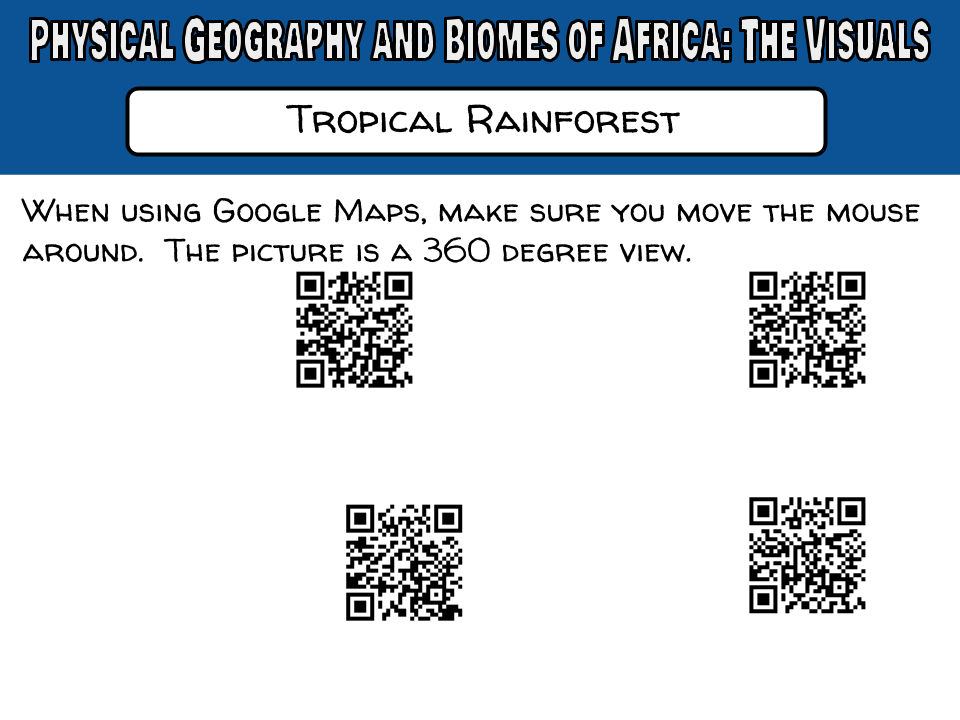 Physical Geography and Biomes of Africa: The Visuals
Tropical Rainforest
When using Google Maps, make sure you move the mouse
around. The picture is a 360 degree view.